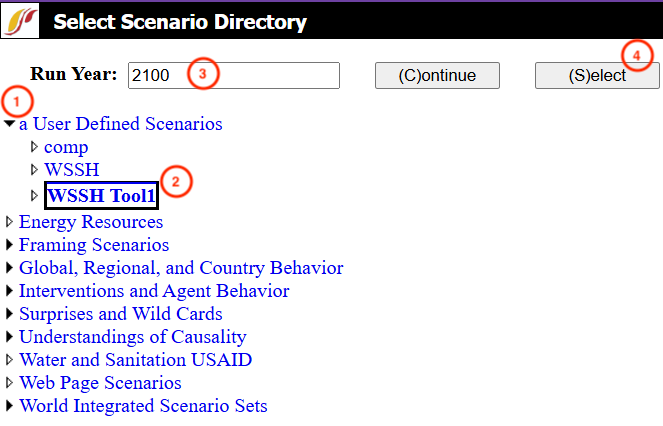 Select Scenario Directory
4
Run Year: 2100 3 (C)ontinue (S)elect
1
a User Defined Scenarios
comp
WSSH
WSSH Tool1 2
Energy Resources
Framing Scenarios
Global, Regional, and Country Behavior
Interventions and Agent Behavior
Surprises and Wild Cards
Understandings of Causality
Water and Sanitation USAID
Web Page Scenarios
World Integrated Scenario Sets